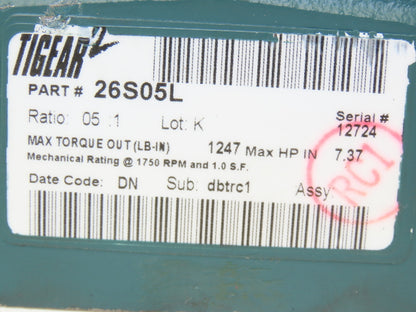 TIGEAR 2
PART # 26S05L
Ratio: 05 :1 Lot: K Serial #
12724
MAX TORQUE OUT (LB-IN) 1247 Max HP IN 7.37
Mechanical Rating @ 1750 RPM and 1.0 S.F.
Date Code: DN Sub: dbtrc1 Assy
RC1